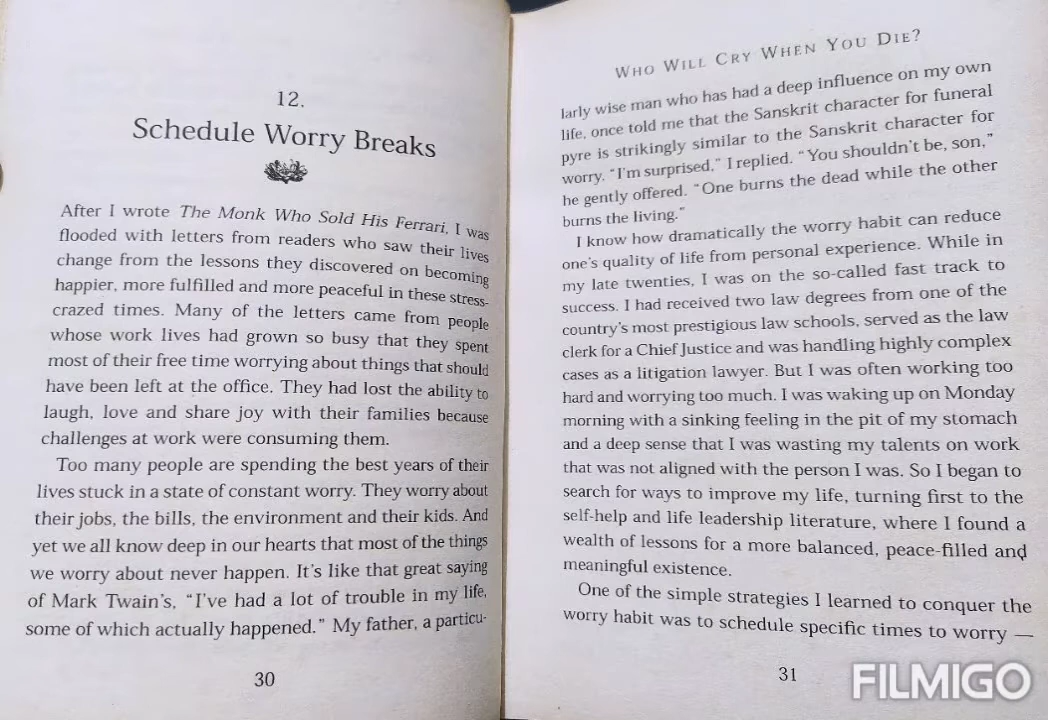 12.
Schedule Worry Breaks
After I wrote The Monk Who Sold His Ferrari, I was
flooded with letters from readers who saw their lives
change from the lessons they discovered on becoming
happier, more fulfilled and more peaceful in these stress-
crazed times. Many of the letters came from people
whose work lives had grown so busy that they spent
most of their free time worrying about things that should
have been left at the office. They had lost the ability to
laugh, love and share joy with their families because
challenges at work were consuming them.
Too many people are spending the best years of their
lives stuck in a state of constant worry. They worry about
their jobs, the bills, the environment and their kids. And
yet we all know deep in our hearts that most of the things
we worry about never happen. It's like that great saying
of Mark Twain's, "I've had a lot of trouble in my life,
some of which actually happened." My father, a particu-
30
WHO WILL CRY WHEN YOU DIE?
larly wise man who has had a deep influence on my own
life, once told me that the Sanskrit character for funeral
pyre is strikingly similar to the Sanskrit character for
worry. "I'm surprised," I replied. "You shouldn't be, son,"
he gently offered. "One burns the dead while the other
burns the living."
I know how dramatically the worry habit can reduce
one's quality of life from personal experience. While in
my late twenties, I was on the so-called fast track to
success. I had received two law degrees from one of the
country's most prestigious law schools, served as the law
clerk for a Chief Justice and was handling highly complex
cases as a litigation lawyer. But I was often working too
hard and worrying too much. I was waking up on Monday
morning with a sinking feeling in the pit of my stomach
and a deep sense that I was wasting my talents on work
that was not aligned with the person I was. So I began to
search for ways to improve my life, turning first to the
self-help and life leadership literature, where I found a
wealth of lessons for a more balanced, peace-filled and
meaningful existence.
One of the simple strategies I learned to conquer the
worry habit was to schedule specific times to worry —
31
FILMIGO